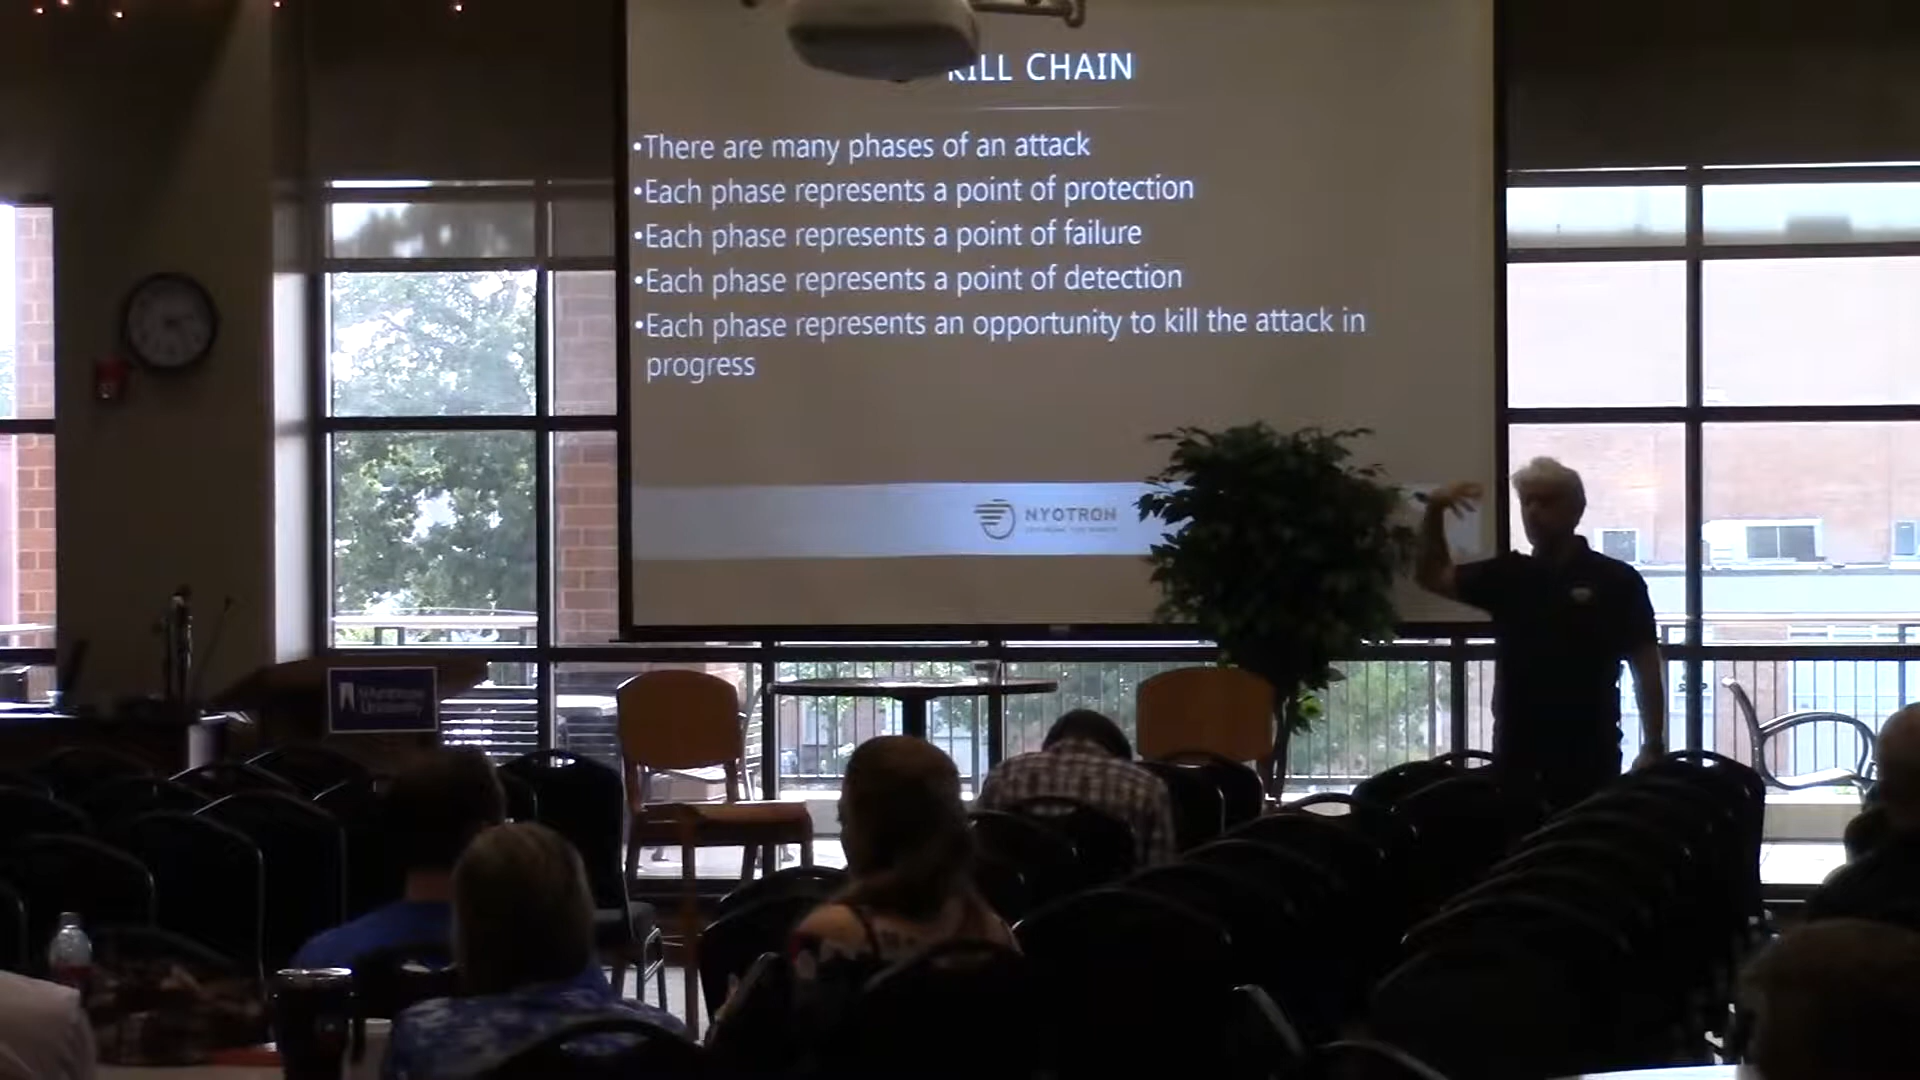 KILL CHAIN
•There are many phases of an attack
•Each phase represents a point of protection
•Each phase represents a point of failure
•Each phase represents a point of detection
•Each phase represents an opportunity to kill the attack in
progress
NYOTRON
University